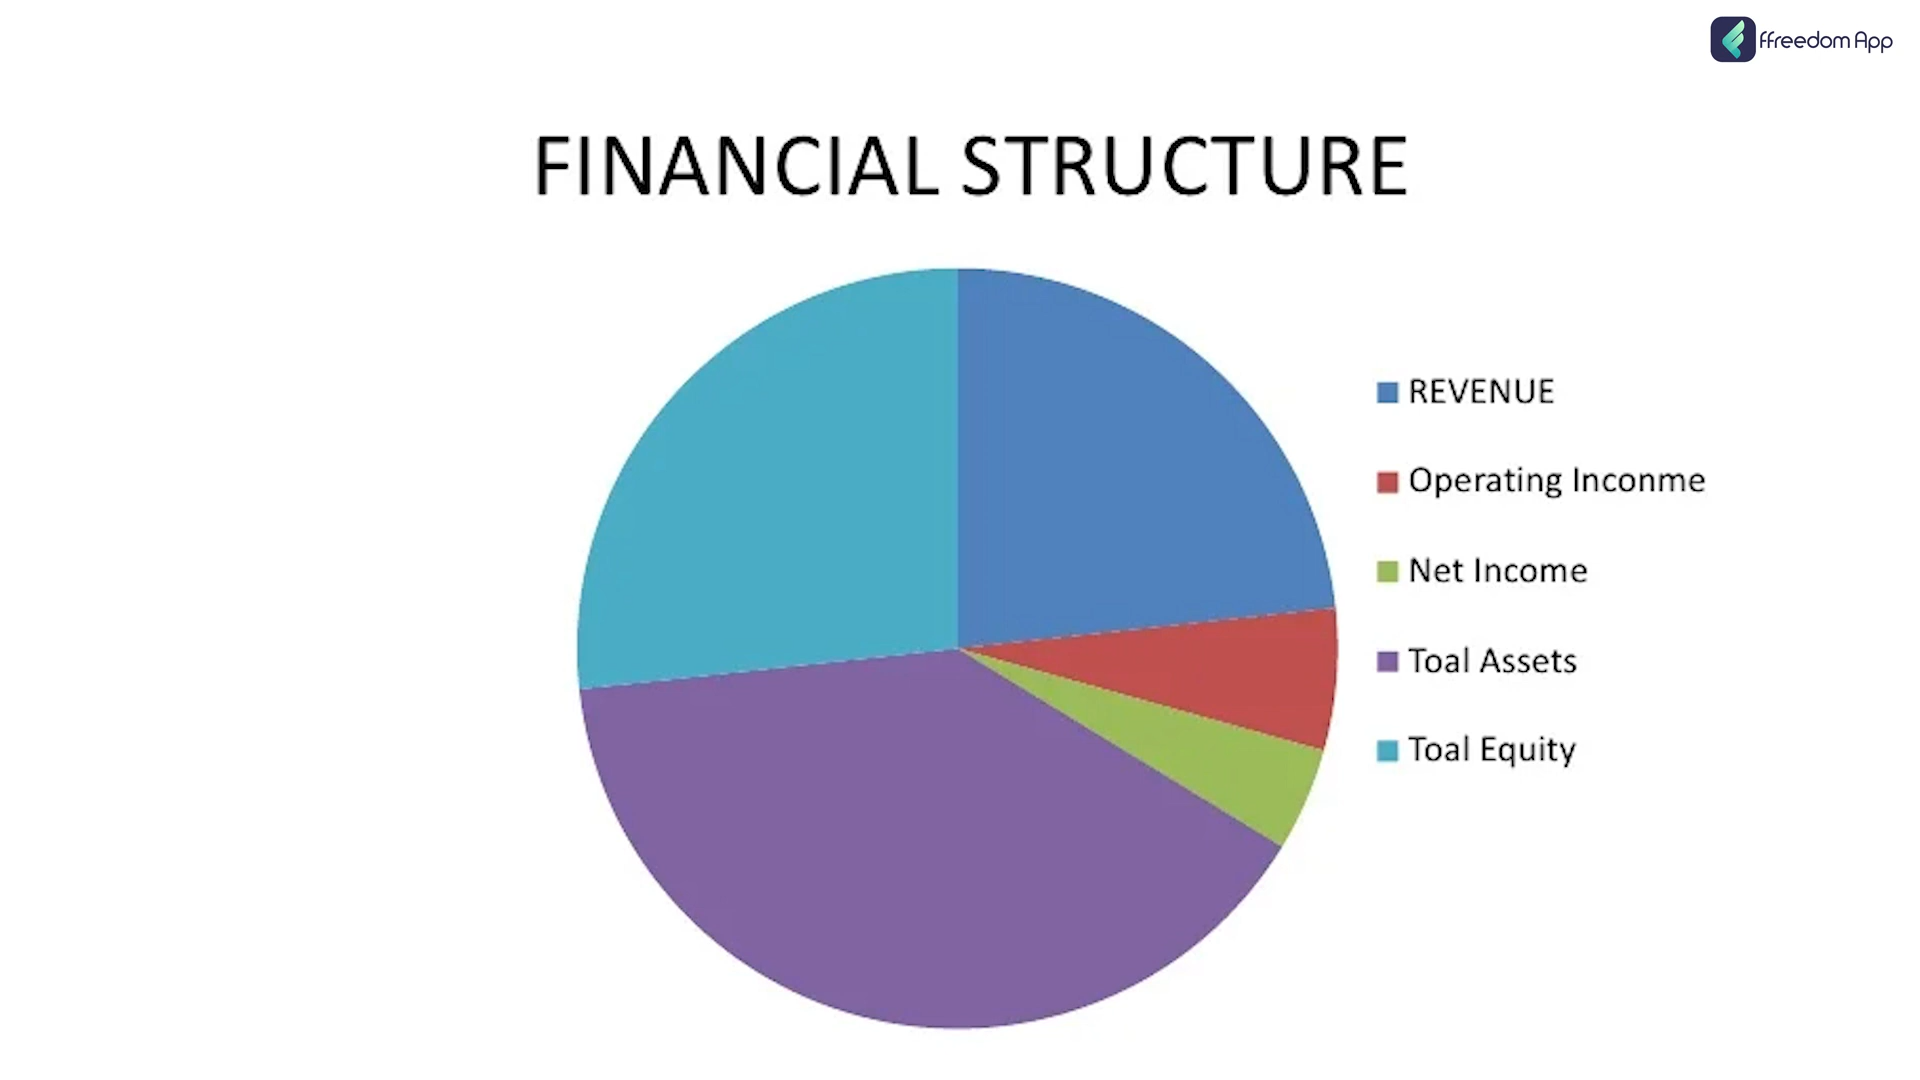 ffreedom App
FINANCIAL STRUCTURE
REVENUE
Operating Inconme
Net Income
Toal Assets
Toal Equity